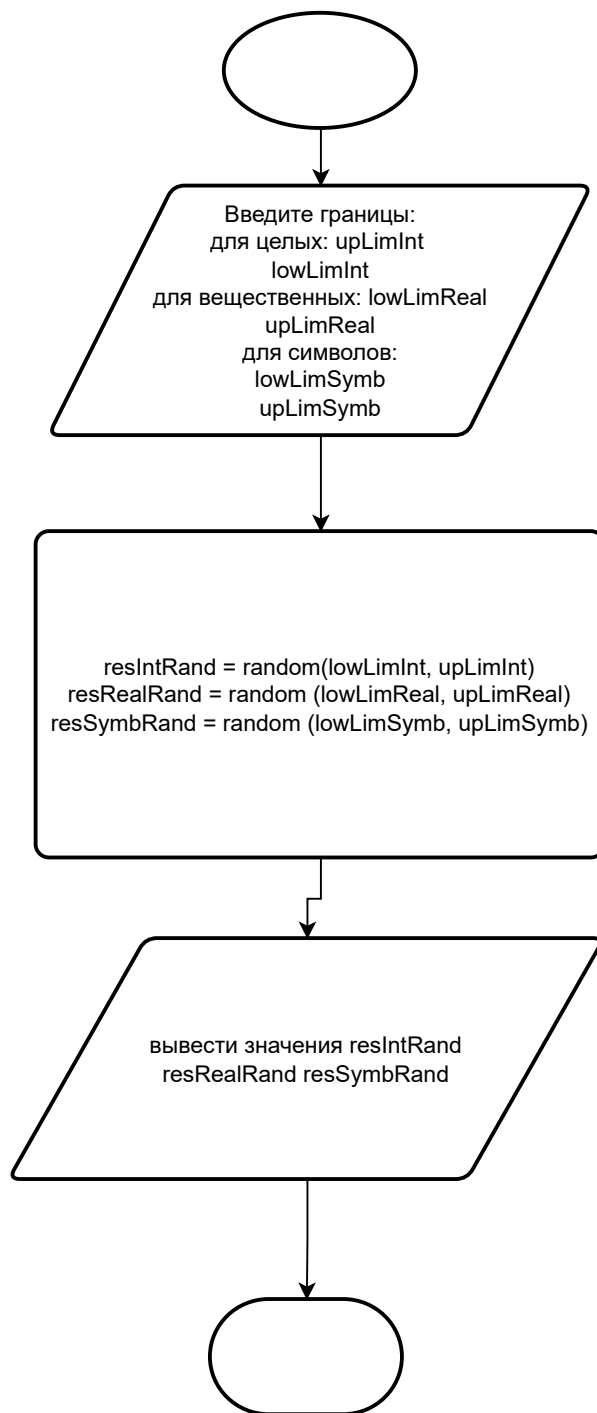 Введите границы:
для целых: upLimInt
lowLimInt
для вещественных: lowLimReal
upLimReal
для символов:
lowLimSymb
upLimSymb
resIntRand = random(lowLimInt, upLimInt)
resRealRand = random (lowLimReal, upLimReal)
resSymbRand = random (lowLimSymb, upLimSymb)
вывести значения resIntRand
resRealRand resSymbRand